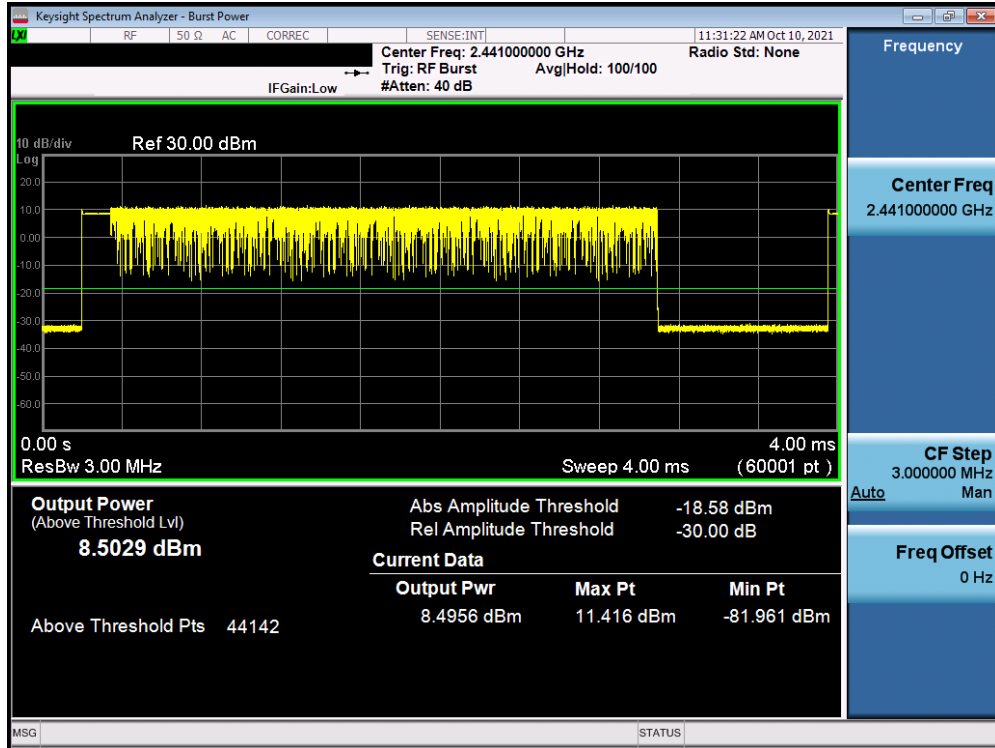 Keysight Spectrum Analyzer - Burst Power
LXI RF 50 Ω AC CORREC SENSE:INT 11:31:22 AM Oct 10, 2021
Center Freq: 2.441000000 GHz Radio Std: None
Trig: RF Burst Avg|Hold: 100/100
IFGain:Low #Atten: 40 dB
Frequency
10 dB/div Ref 30.00 dBm
Log
20.0
10.0
0.00
-10.0
-20.0
-30.0
-40.0
-50.0
-60.0
0.00 s 4.00 ms
ResBw 3.00 MHz Sweep 4.00 ms (60001 pt)
Output Power
(Above Threshold Lvl)
8.5029 dBm
Abs Amplitude Threshold -18.58 dBm
Rel Amplitude Threshold -30.00 dB
Current Data
Output Pwr Max Pt Min Pt
8.4956 dBm 11.416 dBm -81.961 dBm
Above Threshold Pts 44142
Center Freq
2.441000000 GHz
CF Step
3.000000 MHz
Auto Man
Freq Offset
0 Hz
MSG STATUS